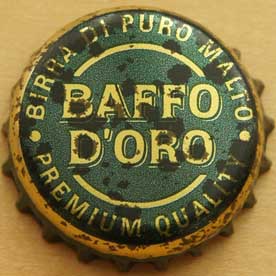 BIRRA DI PURO MALTO
BAFFO
D'ORO
PREMIUM QUALITY